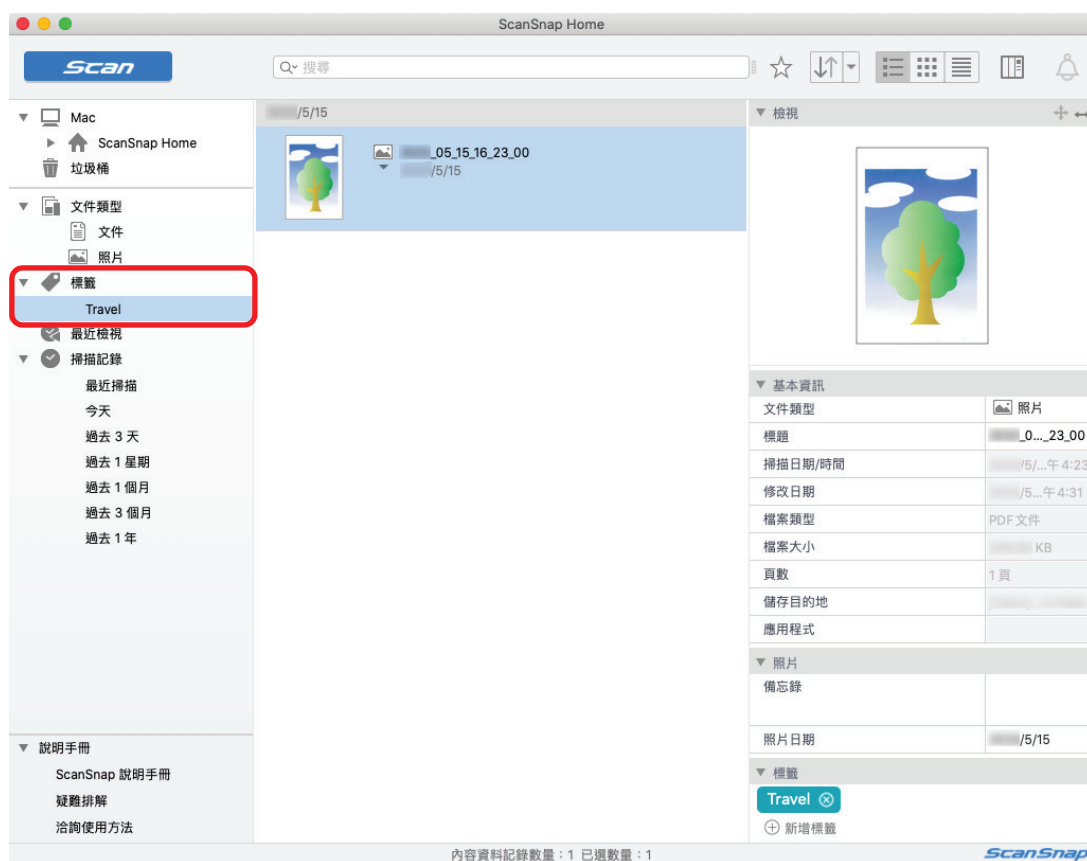 ScanSnap Home
Scan
搜尋
Mac
ScanSnap Home
垃圾桶
文件類型
文件
照片
標籤
Travel
最近檢視
掃描記錄
最近掃描
今天
過去 3 天
過去 1 星期
過去 1 個月
過去 3 個月
過去 1 年
說明手冊
ScanSnap 說明手冊
疑難排解
洽詢使用方法
/5/15
_05_15_16_23_00
/5/15
檢視
基本資訊
文件類型 照片
標題 _0..._23_00
掃描日期/時間 /5/...午 4:23
修改日期 /5...午 4:31
檔案類型 PDF 文件
檔案大小 KB
頁數 1 頁
儲存目的地
應用程式
照片
備忘錄
照片日期 /5/15
標籤
Travel
新增標籤
內容資料記錄數量：1 已選數量：1
ScanSnap